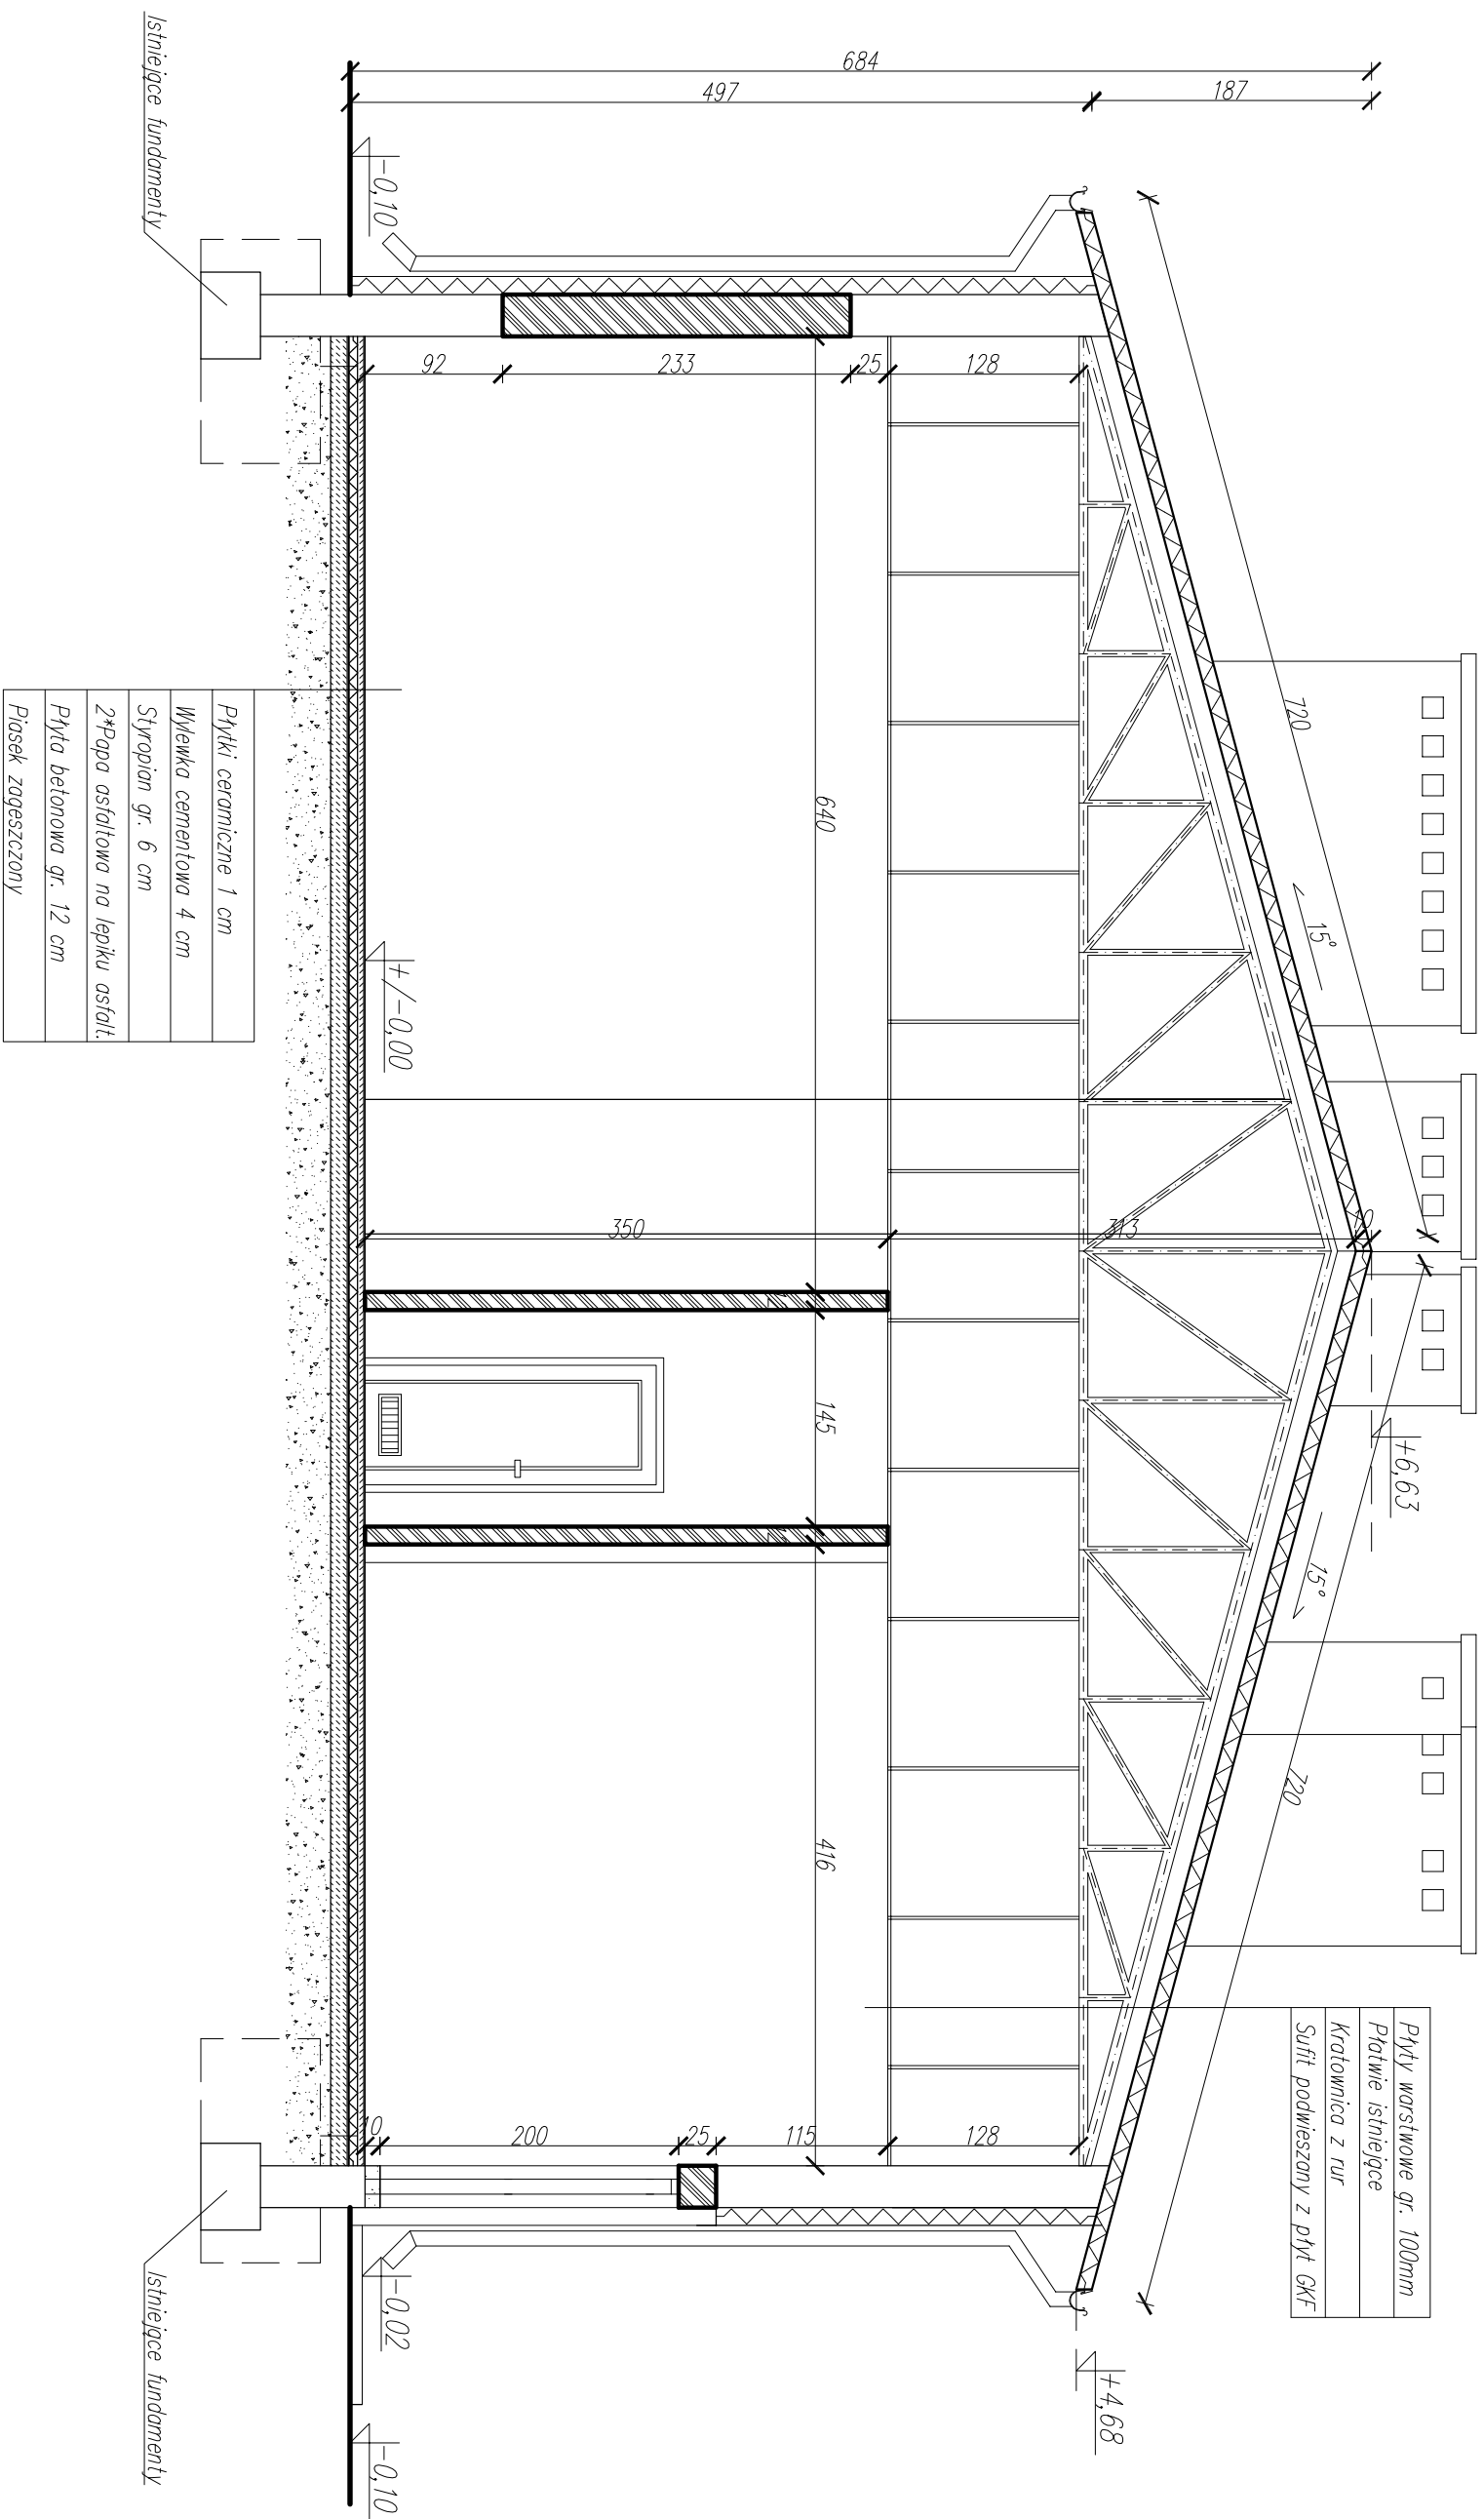 720
15°
+6,63
15°
720
Płyty warstwowe gr. 100mm
Płatwie istniejące
Kratownica z rur
Sufit podwieszany z płyt GKF
684
497
187
-0,10
92
233
25
128
640
350
313
10
145
416
+/-0,00
10
200
25
115
128
+4,68
-0,02
-0,10
Istniejące fundamenty
Płytki ceramiczne 1 cm
Wylewka cementowa 4 cm
Styropian gr. 6 cm
2*Papa asfaltowa na lepiku asfalt.
Płyta betonowa gr. 12 cm
Piasek zagęszczony
Istniejące fundamenty